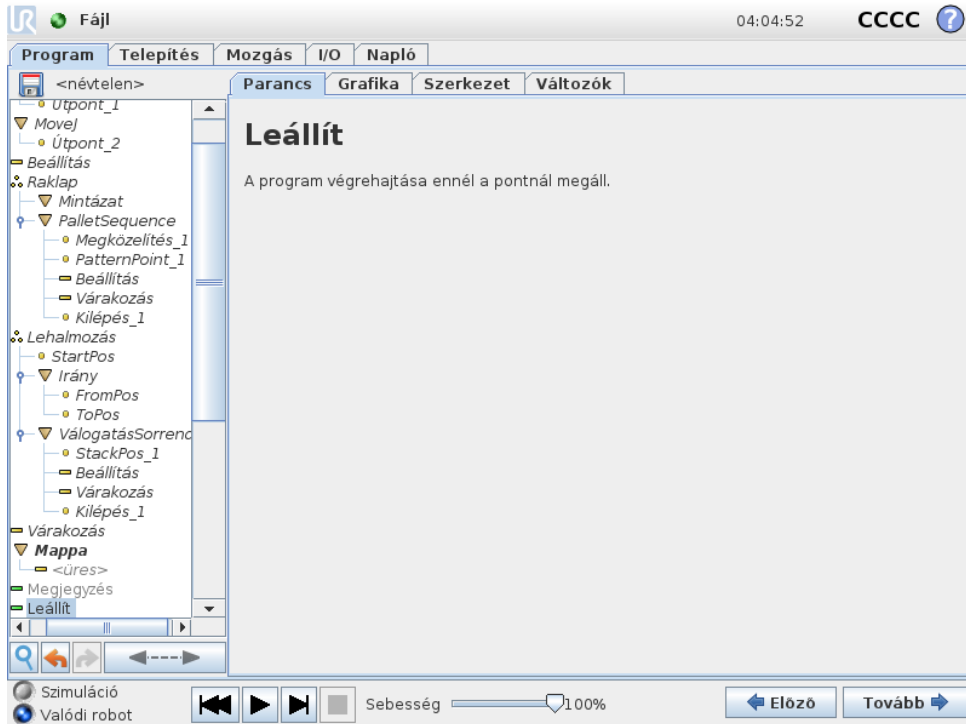 UR
Fájl
04:04:52
CCCC
?
Program
Telepítés
Mozgás
I/O
Napló
<névtelen>
Parancs
Grafika
Szerkezet
Változók
Útpont_1
MoveJ
Útpont_2
Beállítás
Raklap
Mintázat
PalletSequence
Megközelítés_1
PatternPoint_1
Beállítás
Várakozás
Kilépés_1
Lehalmozás
StartPos
Irány
FromPos
ToPos
VálogatásSorrend
StackPos_1
Beállítás
Várakozás
Kilépés_1
Várakozás
Mappa
<üres>
Megjegyzés
Leállít
Leállít
A program végrehajtása ennél a pontnál megáll.
Szimuláció
Valódi robot
Sebesség
100%
Elözö
Tovább